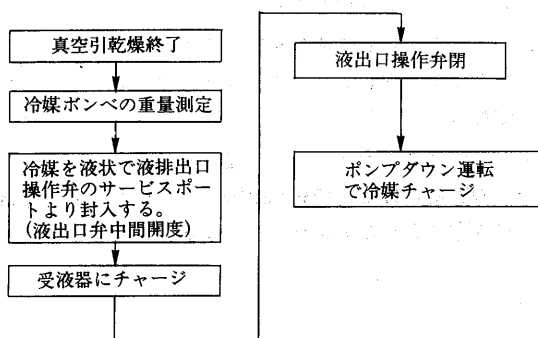 真空引乾燥終了
冷媒ボンベの重量測定
冷媒を液状で液排出口
操作弁のサービスポー
トより封入する。
(液出口弁中間開度)
受液器にチャージ
液出口操作弁閉
ポンプダウン運転
で冷媒チャージ